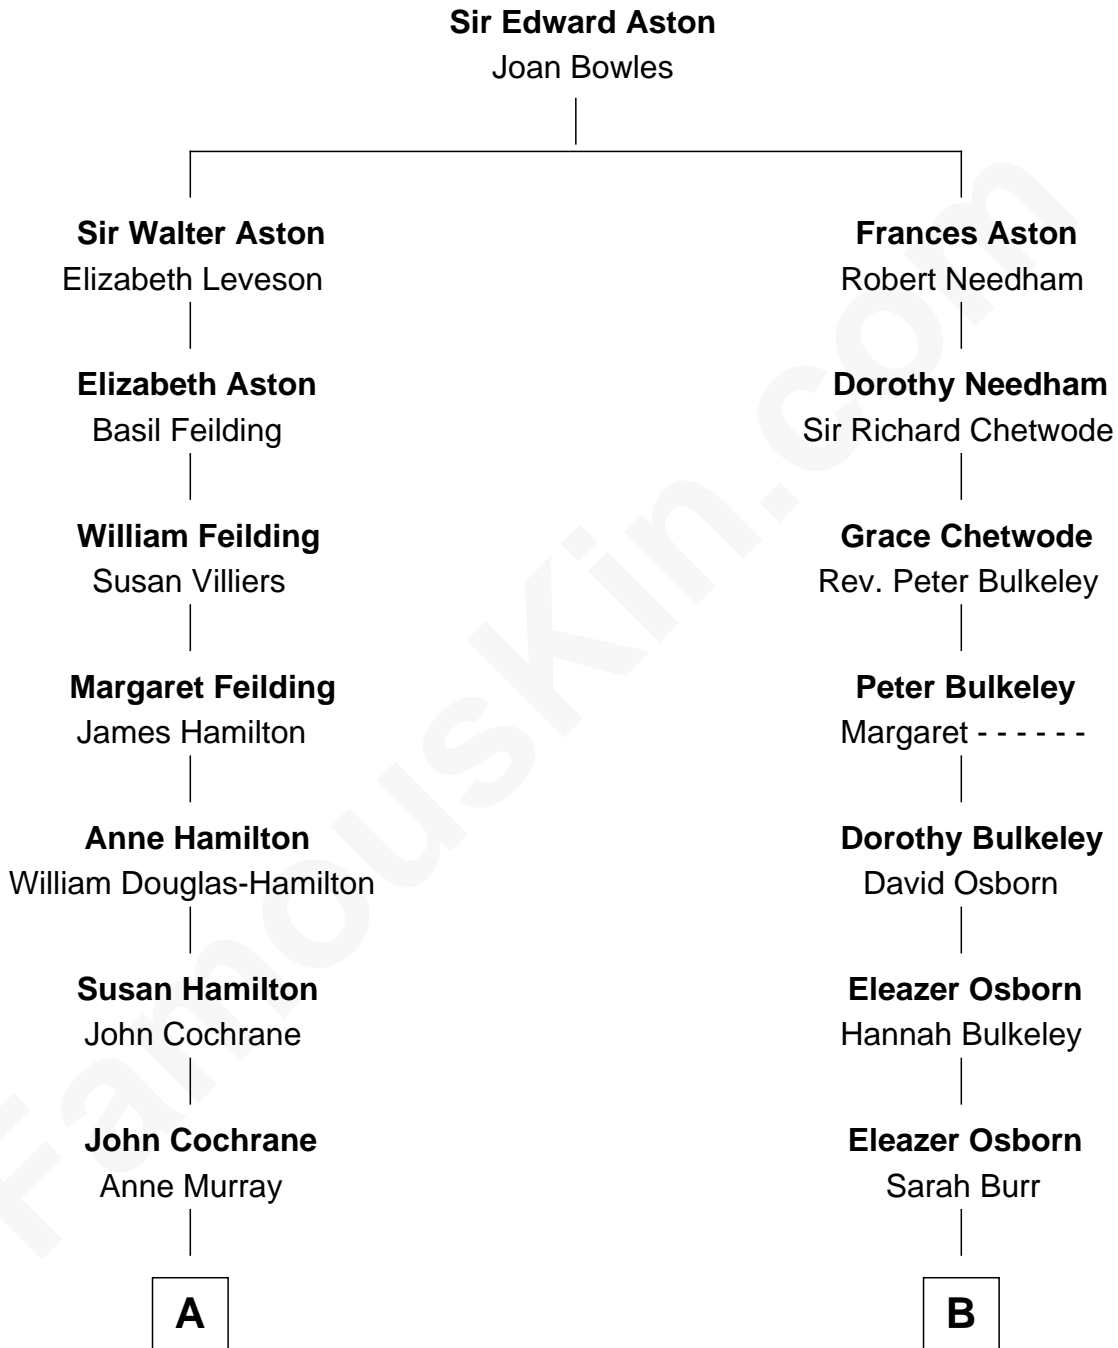 Sir Edward Aston
Joan Bowles
Sir Walter Aston
Elizabeth Leveson
Frances Aston
Robert Needham
Elizabeth Aston
Basil Feilding
Dorothy Needham
Sir Richard Chetwode
William Feilding
Susan Villiers
Grace Chetwode
Rev. Peter Bulkeley
Margaret Feilding
James Hamilton
Peter Bulkeley
Margaret - - - - - -
Anne Hamilton
William Douglas-Hamilton
Dorothy Bulkeley
David Osborn
Susan Hamilton
John Cochrane
Eleazer Osborn
Hannah Bulkeley
John Cochrane
Anne Murray
Eleazer Osborn
Sarah Burr
A
B
FamousKin.com